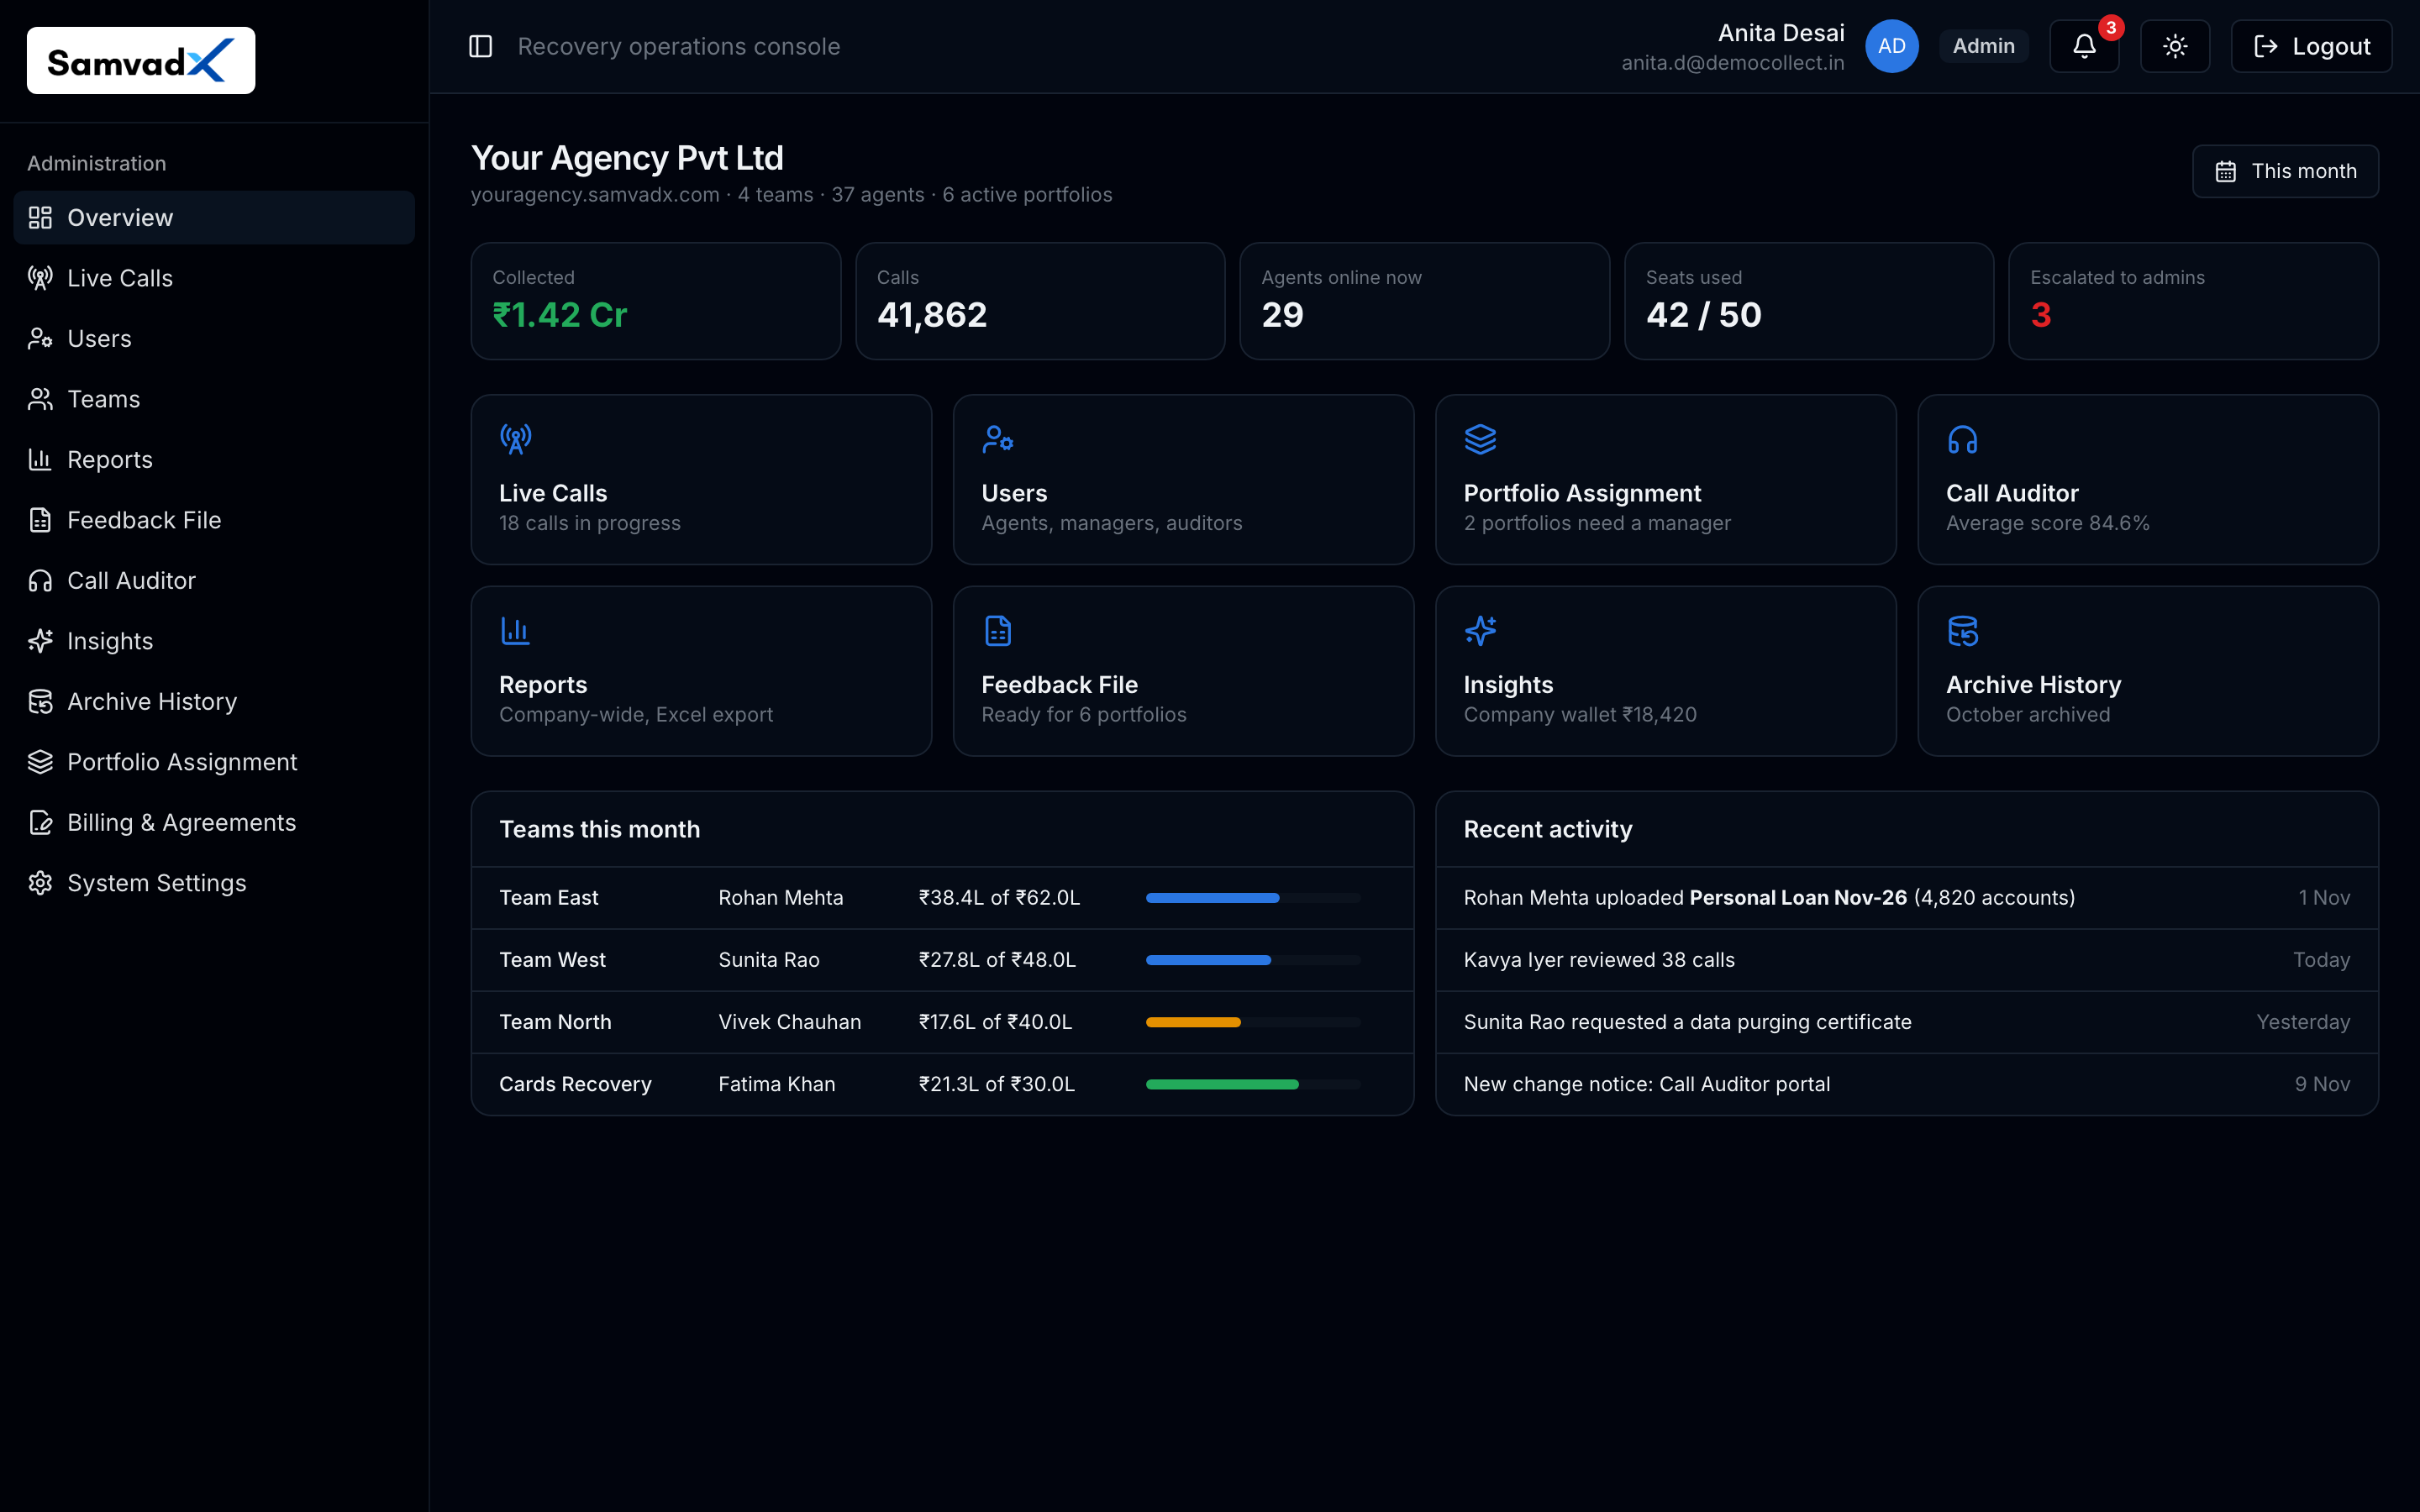 SamvadX
Recovery operations console
Anita Desai
anita.d@democollect.in
AD
Admin
3
Logout
Administration
Overview
Live Calls
Users
Teams
Reports
Feedback File
Call Auditor
Insights
Archive History
Portfolio Assignment
Billing & Agreements
System Settings
Your Agency Pvt Ltd
youragency.samvadx.com · 4 teams · 37 agents · 6 active portfolios
This month
Collected
₹1.42 Cr
Calls
41,862
Agents online now
29
Seats used
42 / 50
Escalated to admins
3
Live Calls
18 calls in progress
Users
Agents, managers, auditors
Portfolio Assignment
2 portfolios need a manager
Call Auditor
Average score 84.6%
Reports
Company-wide, Excel export
Feedback File
Ready for 6 portfolios
Insights
Company wallet ₹18,420
Archive History
October archived
Teams this month
Team East Rohan Mehta ₹38.4L of ₹62.0L
Team West Sunita Rao ₹27.8L of ₹48.0L
Team North Vivek Chauhan ₹17.6L of ₹40.0L
Cards Recovery Fatima Khan ₹21.3L of ₹30.0L
Recent activity
Rohan Mehta uploaded Personal Loan Nov-26 (4,820 accounts) 1 Nov
Kavya Iyer reviewed 38 calls Today
Sunita Rao requested a data purging certificate Yesterday
New change notice: Call Auditor portal 9 Nov